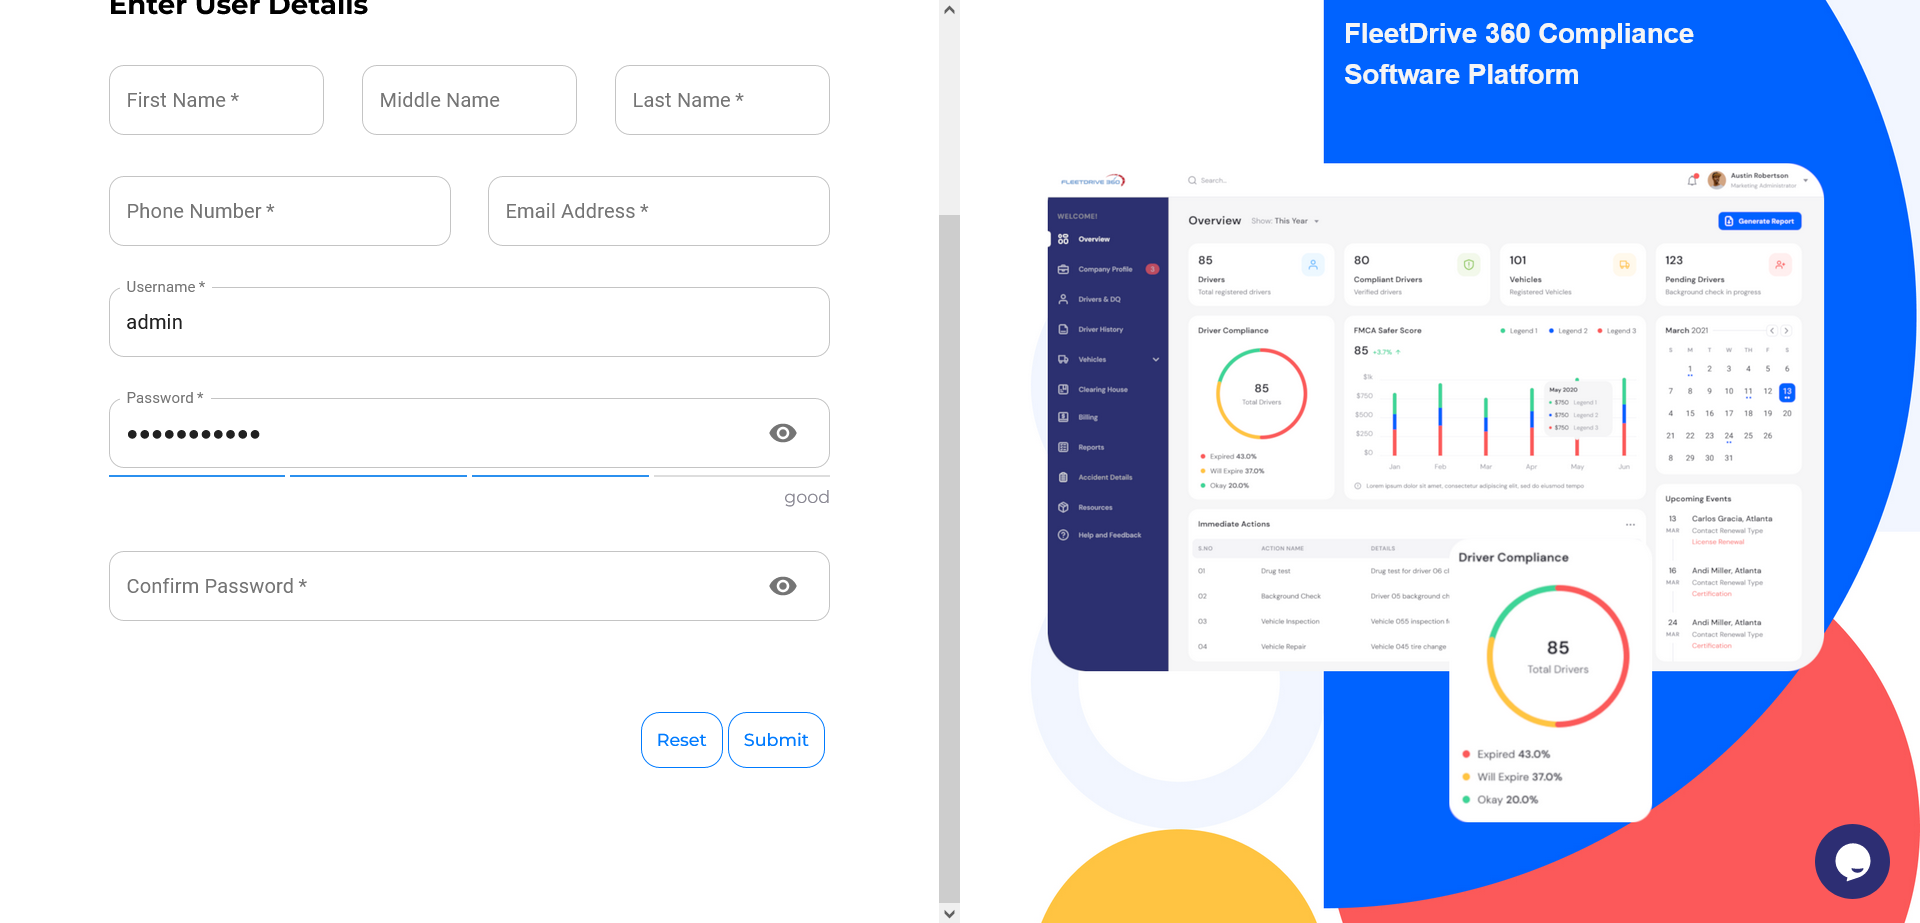 Enter User Details
First Name *
Middle Name
Last Name *
Phone Number *
Email Address *
Username *
admin
Password *
●●●●●●●●●●●
good
Confirm Password *
Reset
Submit
FleetDrive 360 Compliance
Software Platform
FLEETDRIVE 360
Search..
Austin Robertson
Marketing Administrator
WELCOME!
Overview
Company Profile 3
Drivers & DQ
Driver History
Vehicles
Clearing House
Billing
Reports
Accident Details
Resources
Help and Feedback
Overview Show: This Year
Generate Report
85
Drivers
Total registered drivers
80
Compliant Drivers
Verified drivers
101
Vehicles
Registered Vehicles
123
Pending Drivers
Background check in progress
Driver Compliance
85
Total Drivers
Expired 43.0%
Will Expire 37.0%
Okay 20.0%
FMCA Safer Score
Legend 1 Legend 2 Legend 3
85 +3.7%
$1k
$750
$500
$250
$0
Jan Feb Mar Apr May Jun
May 2020
$750 Legend 1
$750 Legend 2
$750 Legend 3
Lorem ipsum dolor sit amet, consectetur adipiscing elit, sed do eiusmod tempo
March 2021
S M T W TH F S
1 2 3 4 5 6
7 8 9 10 11 12 13
14 15 16 17 18 19 20
21 22 23 24 25 26
8 29 30 31
Immediate Actions
S.NO ACTION NAME DETAILS
01 Drug test Drug test for driver 06 cl
02 Background Check Driver 05 background ch
03 Vehicle Inspection Vehicle 055 inspection
04 Vehicle Repair Vehicle 045 tire change
Upcoming Events
13 Carlos Gracia, Atlanta
MAR Contact Renewal Type
License Renewal
16 Andi Miller, Atlanta
MAR Contact Renewal Type
Certification
24 Andi Miller, Atlanta
MAR Contact Renewal Type
Certification
Driver Compliance
85
Total Drivers
Expired 43.0%
Will Expire 37.0%
Okay 20.0%